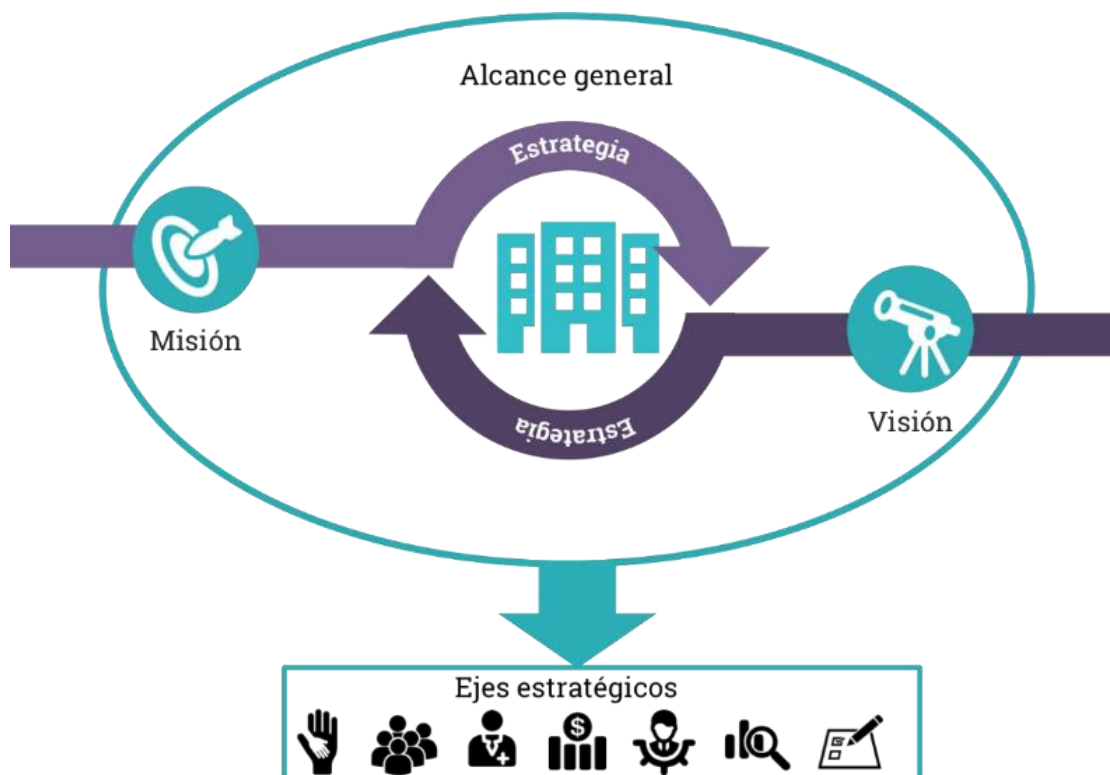 Alcance general
Estrategia
Misión
Visión
Estrategia
Ejes estratégicos